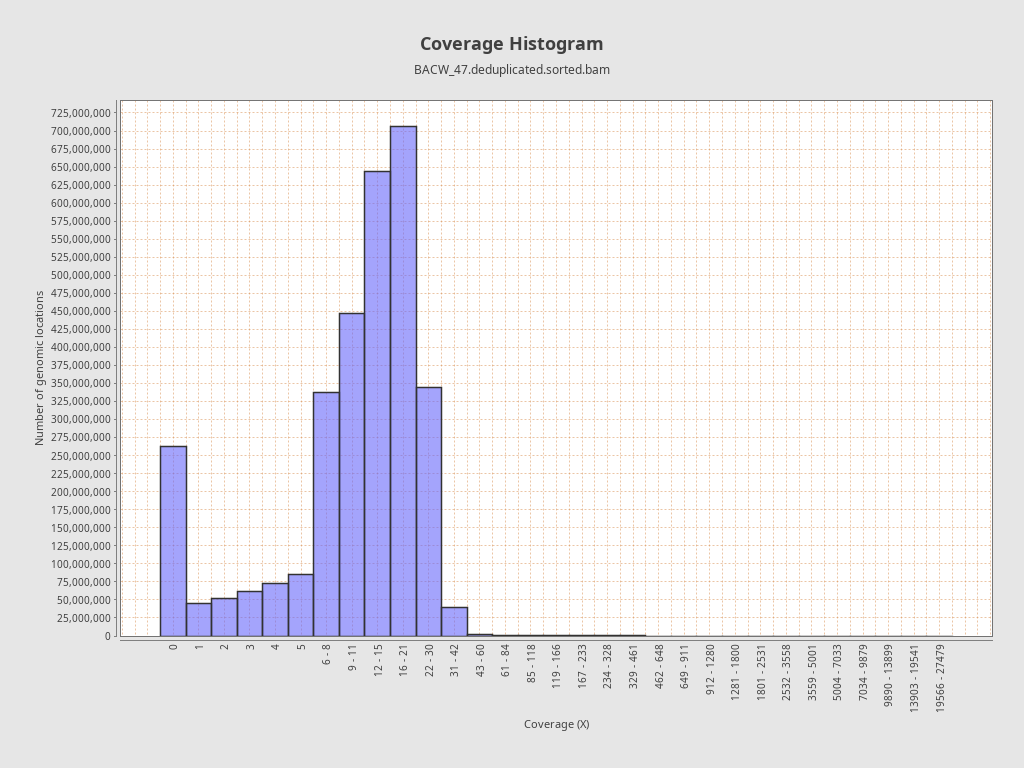 Coverage Histogram
BACW_47.deduplicated.sorted.bam
Number of genomic locations
725,000,000
700,000,000
675,000,000
650,000,000
625,000,000
600,000,000
575,000,000
550,000,000
525,000,000
500,000,000
475,000,000
450,000,000
425,000,000
400,000,000
375,000,000
350,000,000
325,000,000
300,000,000
275,000,000
250,000,000
225,000,000
200,000,000
175,000,000
150,000,000
125,000,000
100,000,000
75,000,000
50,000,000
25,000,000
0
0
1
2
3
4
5
6 - 8
9 - 11
12 - 15
16 - 21
22 - 30
31 - 42
43 - 60
61 - 84
85 - 118
119 - 166
167 - 233
234 - 328
329 - 461
462 - 648
649 - 911
912 - 1280
1281 - 1800
1801 - 2531
2532 - 3558
3559 - 5001
5004 - 7033
7034 - 9879
9890 - 13899
13903 - 19541
19566 - 27479
Coverage (X)